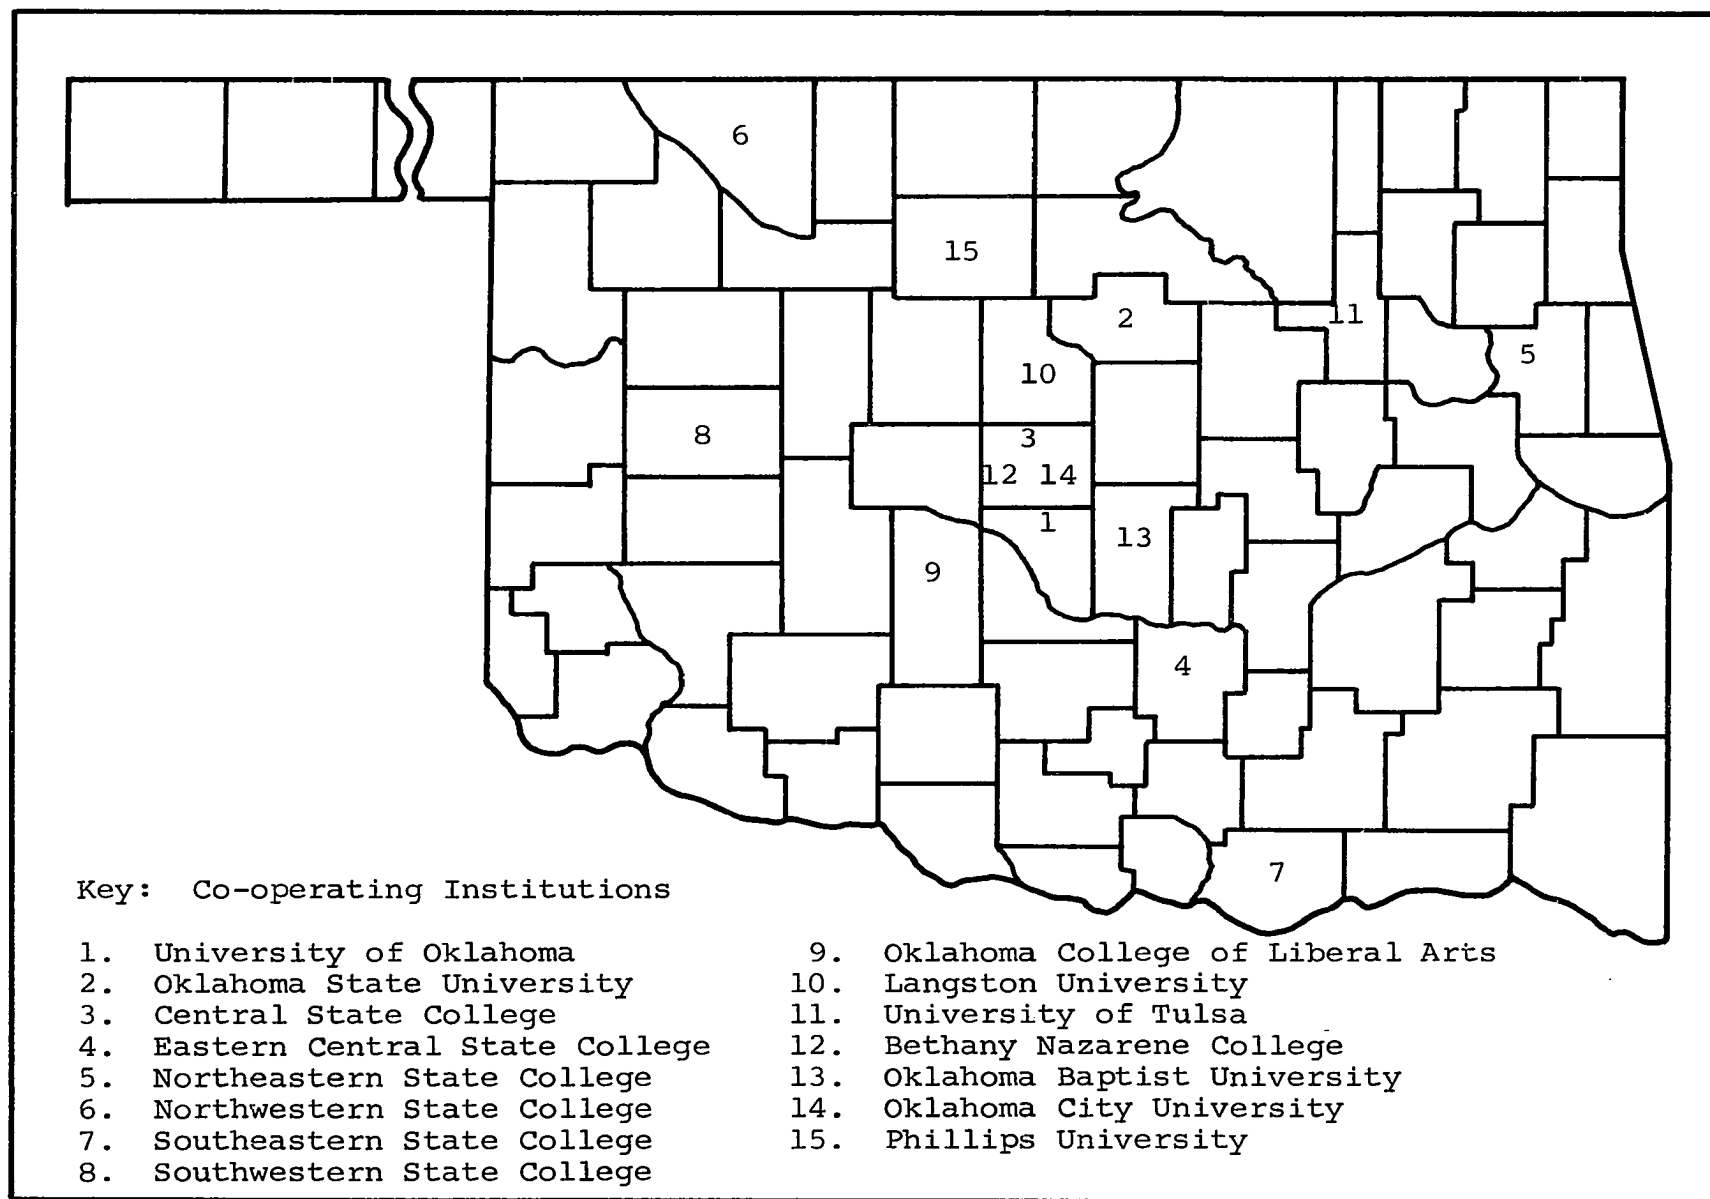 6
15
2
11
5
10
8
3
12 14
1
13
9
4
7
Key: Co-operating Institutions
1. University of Oklahoma
2. Oklahoma State University
3. Central State College
4. Eastern Central State College
5. Northeastern State College
6. Northwestern State College
7. Southeastern State College
8. Southwestern State College
9. Oklahoma College of Liberal Arts
10. Langston University
11. University of Tulsa
12. Bethany Nazarene College
13. Oklahoma Baptist University
14. Oklahoma City University
15. Phillips University